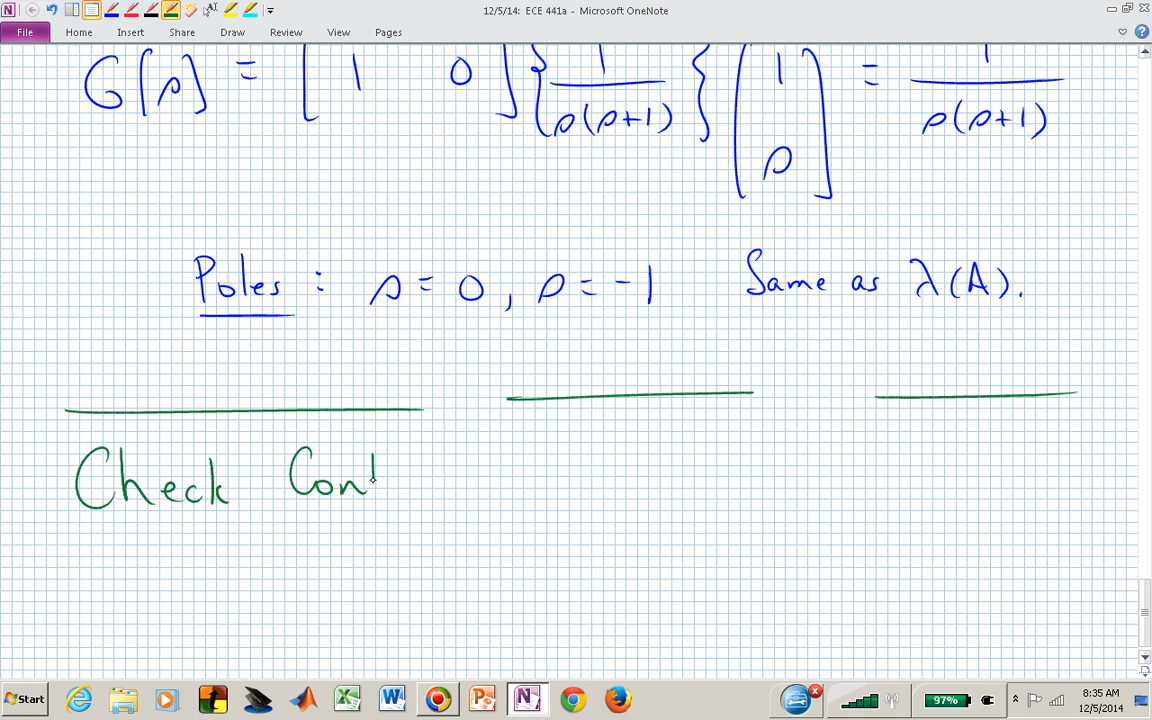 12/5/14: ECE 441a - Microsoft OneNote
File Home Insert Share Draw Review View Pages
G(s) = [ 1 0 ] { 1 / s(s+1) } [ 1 s ] = 1 / s(s+1)
Poles : s = 0, s = -1 Same as λ(A).
Check Cont
Start
97%
8:35 AM
12/5/2014